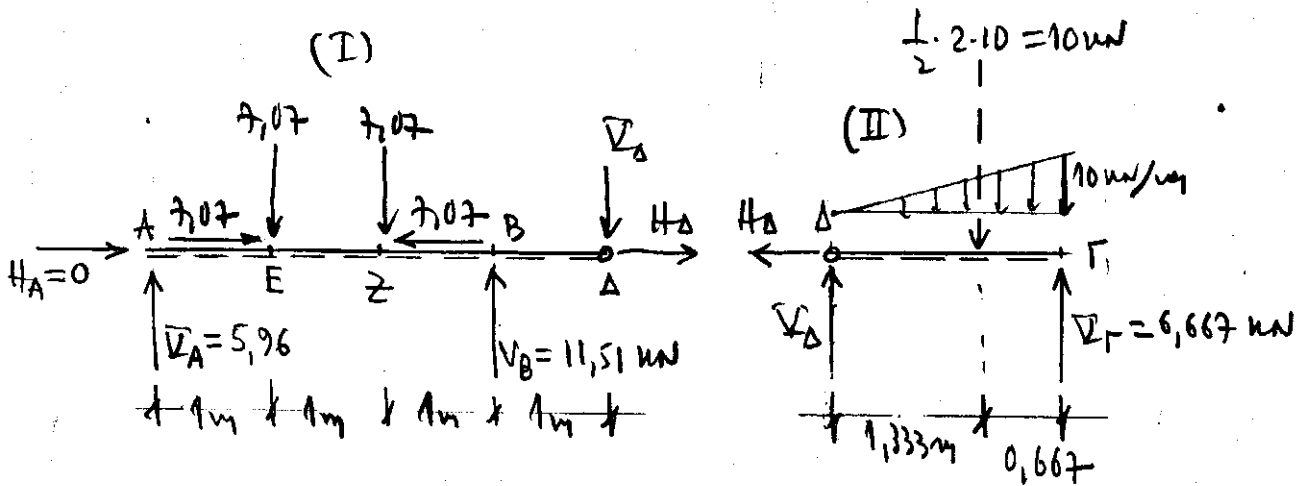 (I)
1/2 · 2·10 = 10 kN
7,07 7,07 V_Δ
(II)
10 kN/m
A 7,07 7,07 B H_Δ H_Δ Δ
H_A=0 E Z Δ Γ
V_A=5,96 V_B=11,51 kN V_Δ V_Γ=6,667 kN
1m 1m 1m 1m 1,333m 0,667